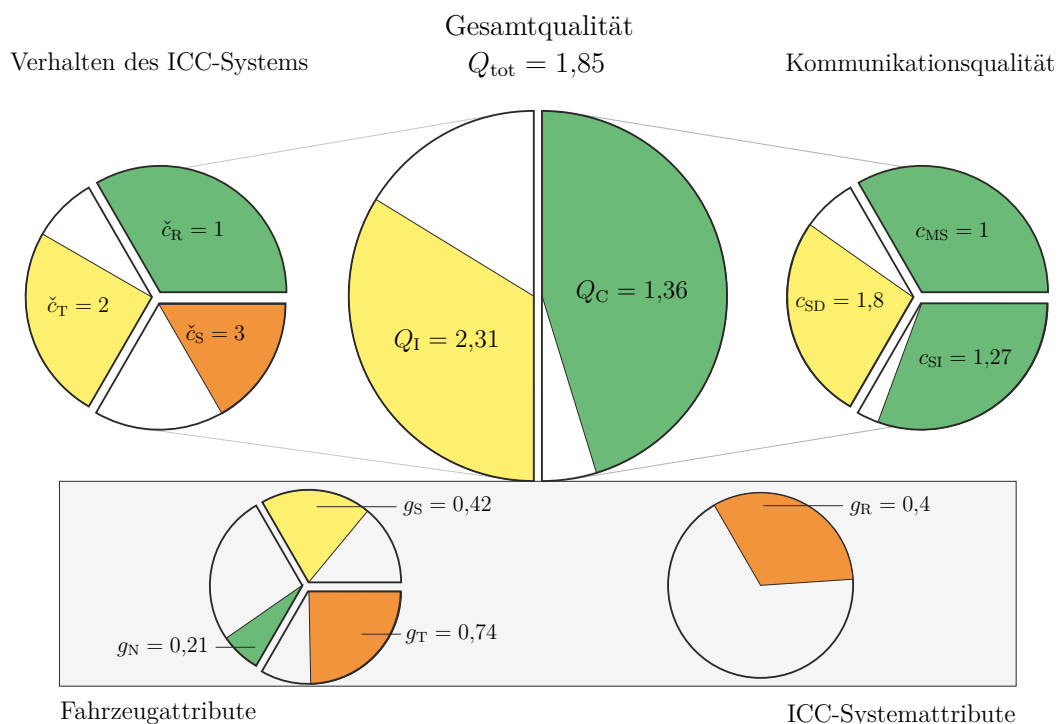 Gesamtqualität
Verhalten des ICC-Systems
Q_tot = 1,85
Kommunikationsqualität
č_R = 1
c_MS = 1
č_T = 2
Q_C = 1,36
c_SD = 1,8
č_S = 3
Q_I = 2,31
c_SI = 1,27
g_S = 0,42
g_R = 0,4
g_N = 0,21
g_T = 0,74
Fahrzeugattribute
ICC-Systemattribute